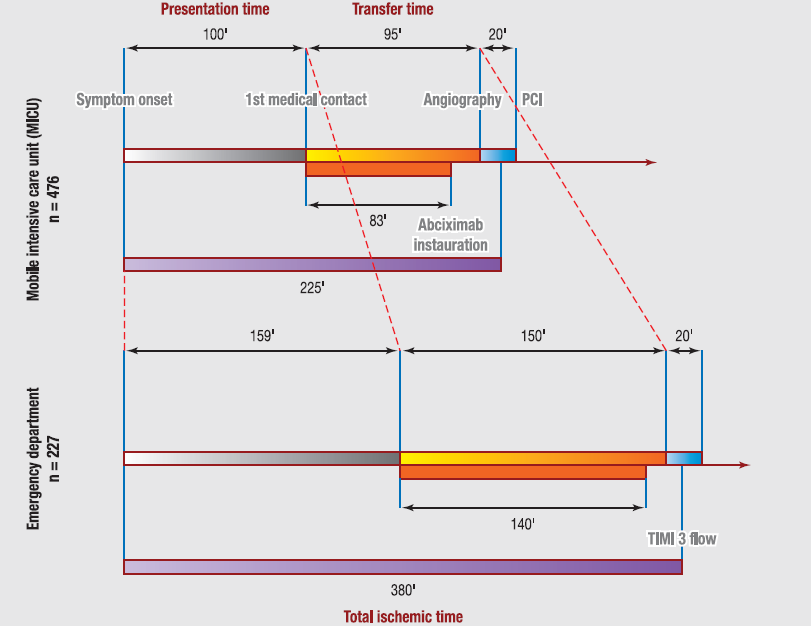 Presentation time
Transfer time
100'
95'
20'
Symptom onset
1st medical contact
Angiography
PCI
Mobile intensive care unit (MICU)
n = 476
83'
Abciximab
instauration
225'
159'
150'
20'
Emergency department
n = 227
140'
TIMI 3 flow
380'
Total ischemic time